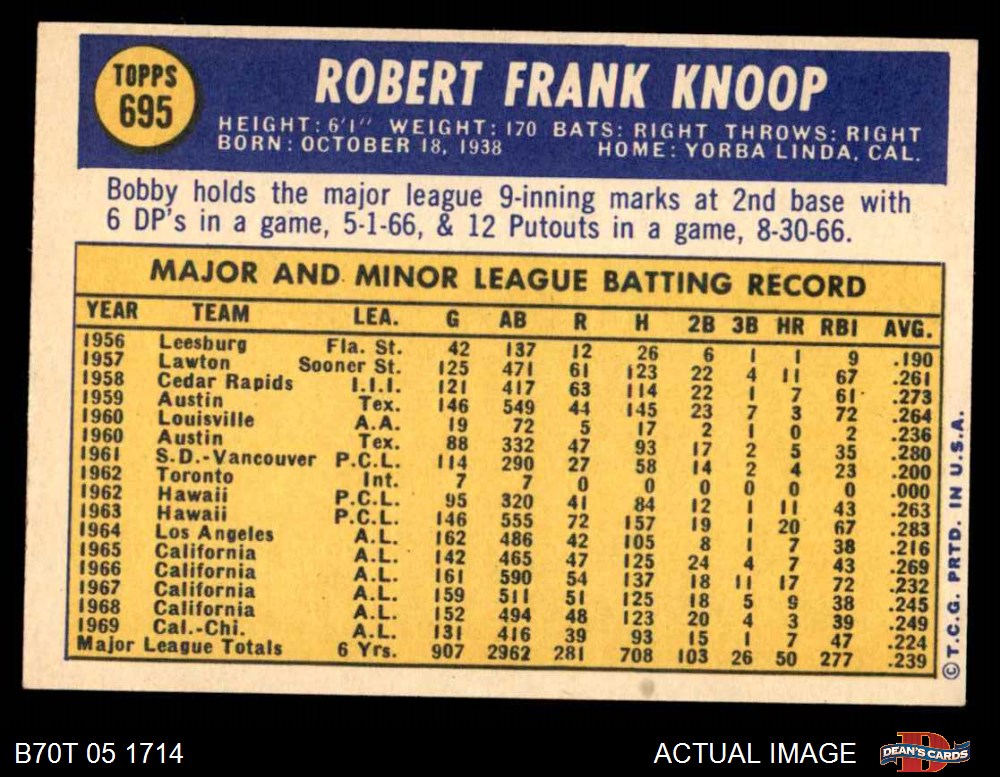 TOPPS
695
ROBERT FRANK KNOOP
HEIGHT: 6'1" WEIGHT: 170 BATS: RIGHT THROWS: RIGHT
BORN: OCTOBER 18, 1938 HOME: YORBA LINDA, CAL.
Bobby holds the major league 9-inning marks at 2nd base with
6 DP's in a game, 5-1-66, & 12 Putouts in a game, 8-30-66.
MAJOR AND MINOR LEAGUE BATTING RECORD
YEAR TEAM LEA. G AB R H 2B 3B HR RBI AVG.
1956 Leesburg Fla. St. 42 137 12 26 6 1 1 9 .190
1957 Lawton Sooner St. 125 471 61 123 22 4 11 67 .261
1958 Cedar Rapids I.I.I. 121 417 63 114 22 1 7 61 .273
1959 Austin Tex. 146 549 44 145 23 7 3 72 .264
1960 Louisville A.A. 19 72 5 17 2 1 0 2 .236
1960 Austin Tex. 88 332 47 93 17 2 5 35 .280
1961 S.D.-Vancouver P.C.L. 114 290 27 58 14 2 4 23 .200
1962 Toronto Int. 7 7 0 0 0 0 0 0 .000
1962 Hawaii P.C.L. 95 320 41 84 12 1 11 43 .263
1963 Hawaii P.C.L. 146 555 72 157 19 1 20 67 .283
1964 Los Angeles A.L. 162 486 42 105 8 1 7 38 .216
1965 California A.L. 142 465 47 125 24 4 7 43 .269
1966 California A.L. 161 590 54 137 18 11 17 72 .232
1967 California A.L. 159 511 51 125 18 5 9 38 .245
1968 California A.L. 152 494 48 123 20 4 3 39 .249
1969 Cal.-Chi. A.L. 131 416 39 93 15 1 7 47 .224
Major League Totals 6 Yrs. 907 2962 281 708 103 26 50 277 .239
© T.C.G. PRTD. IN U.S.A.
B70T 05 1714
ACTUAL IMAGE
DEAN'S CARDS